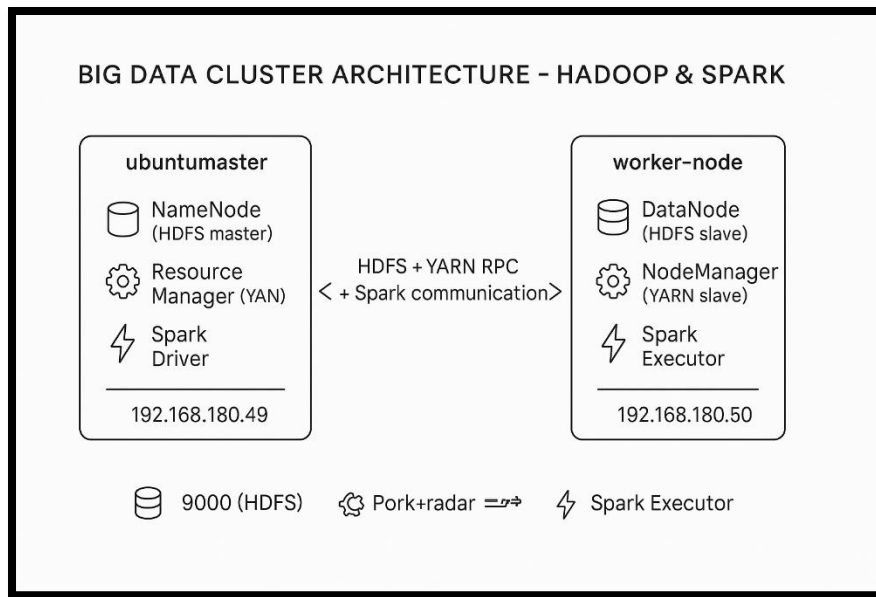 BIG DATA CLUSTER ARCHITECTURE – HADOOP & SPARK
ubuntumaster
NameNode
(HDFS master)
Resource
Manager (YAN)
Spark
Driver
192.168.180.49
HDFS + YARN RPC
< + Spark communication>
worker-node
DataNode
(HDFS slave)
NodeManager
(YARN slave)
Spark
Executor
192.168.180.50
9000 (HDFS)
Pork+radar
Spark Executor